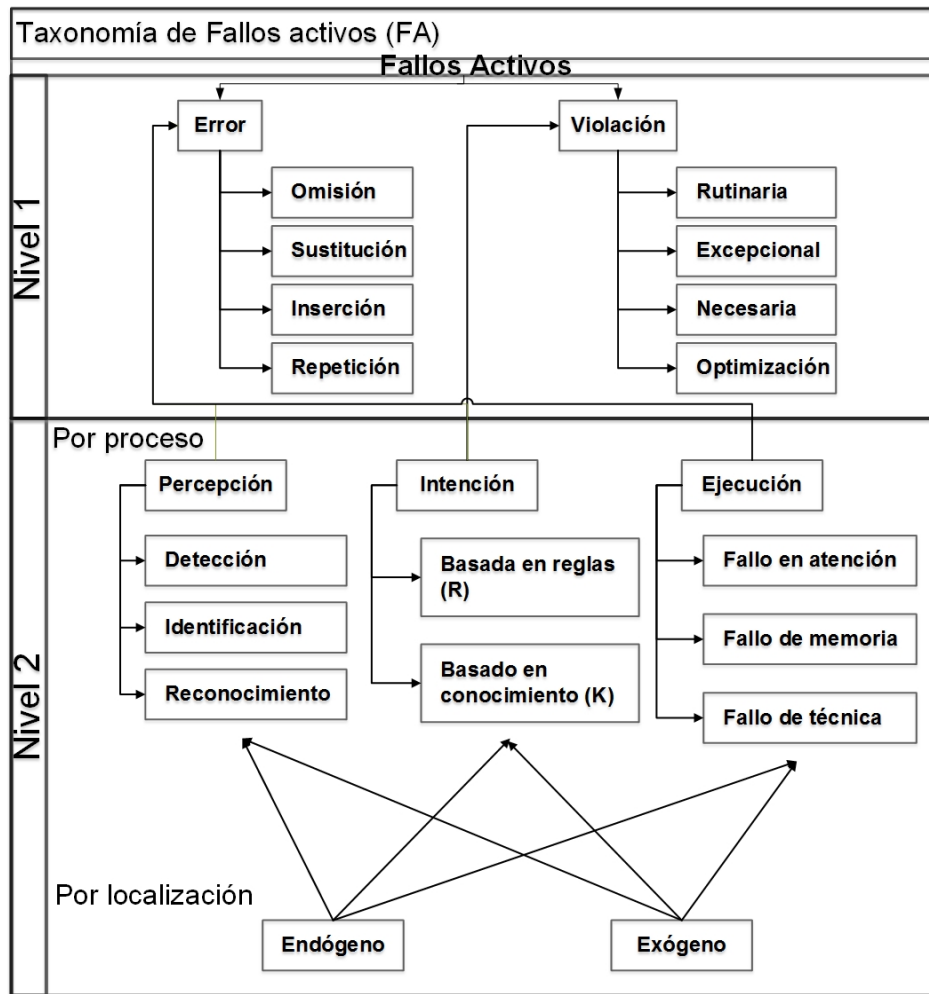 Taxonomía de Fallos activos (FA)
Fallos Activos
Nivel 1
Error
Violación
Omisión
Rutinaria
Sustitución
Excepcional
Inserción
Necesaria
Repetición
Optimización
Nivel 2
Por proceso
Percepción
Intención
Ejecución
Detección
Identificación
Reconocimiento
Basada en reglas
(R)
Basado en
conocimiento (K)
Fallo en atención
Fallo de memoria
Fallo de técnica
Por localización
Endógeno
Exógeno